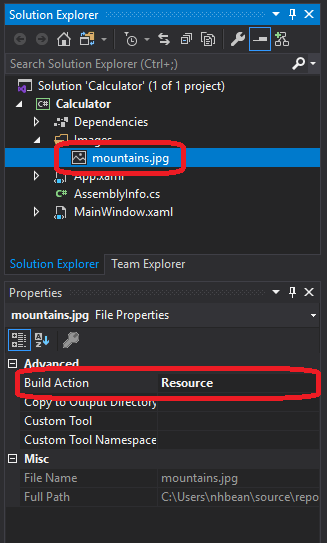 Solution Explorer
Search Solution Explorer (Ctrl+;)
Solution 'Calculator' (1 of 1 project)
C# Calculator
Dependencies
Images
mountains.jpg
App.xaml
C# AssemblyInfo.cs
MainWindow.xaml
Solution Explorer Team Explorer
Properties
mountains.jpg File Properties
Advanced
Build Action Resource
Copy to Output Directory
Custom Tool
Custom Tool Namespace
Misc
File Name mountains.jpg
Full Path C:\Users\nhbean\source\repo